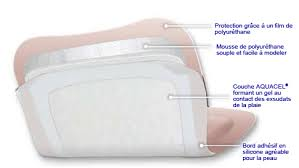 Protection grâce à un film de
polyuréthane
Mousse de polyuréthane
souple et facile à modeler
Couche AQUACEL®
formant un gel au
contact des exsudats
de la plaie
Bord adhésif en
silicone agréable
pour la peau